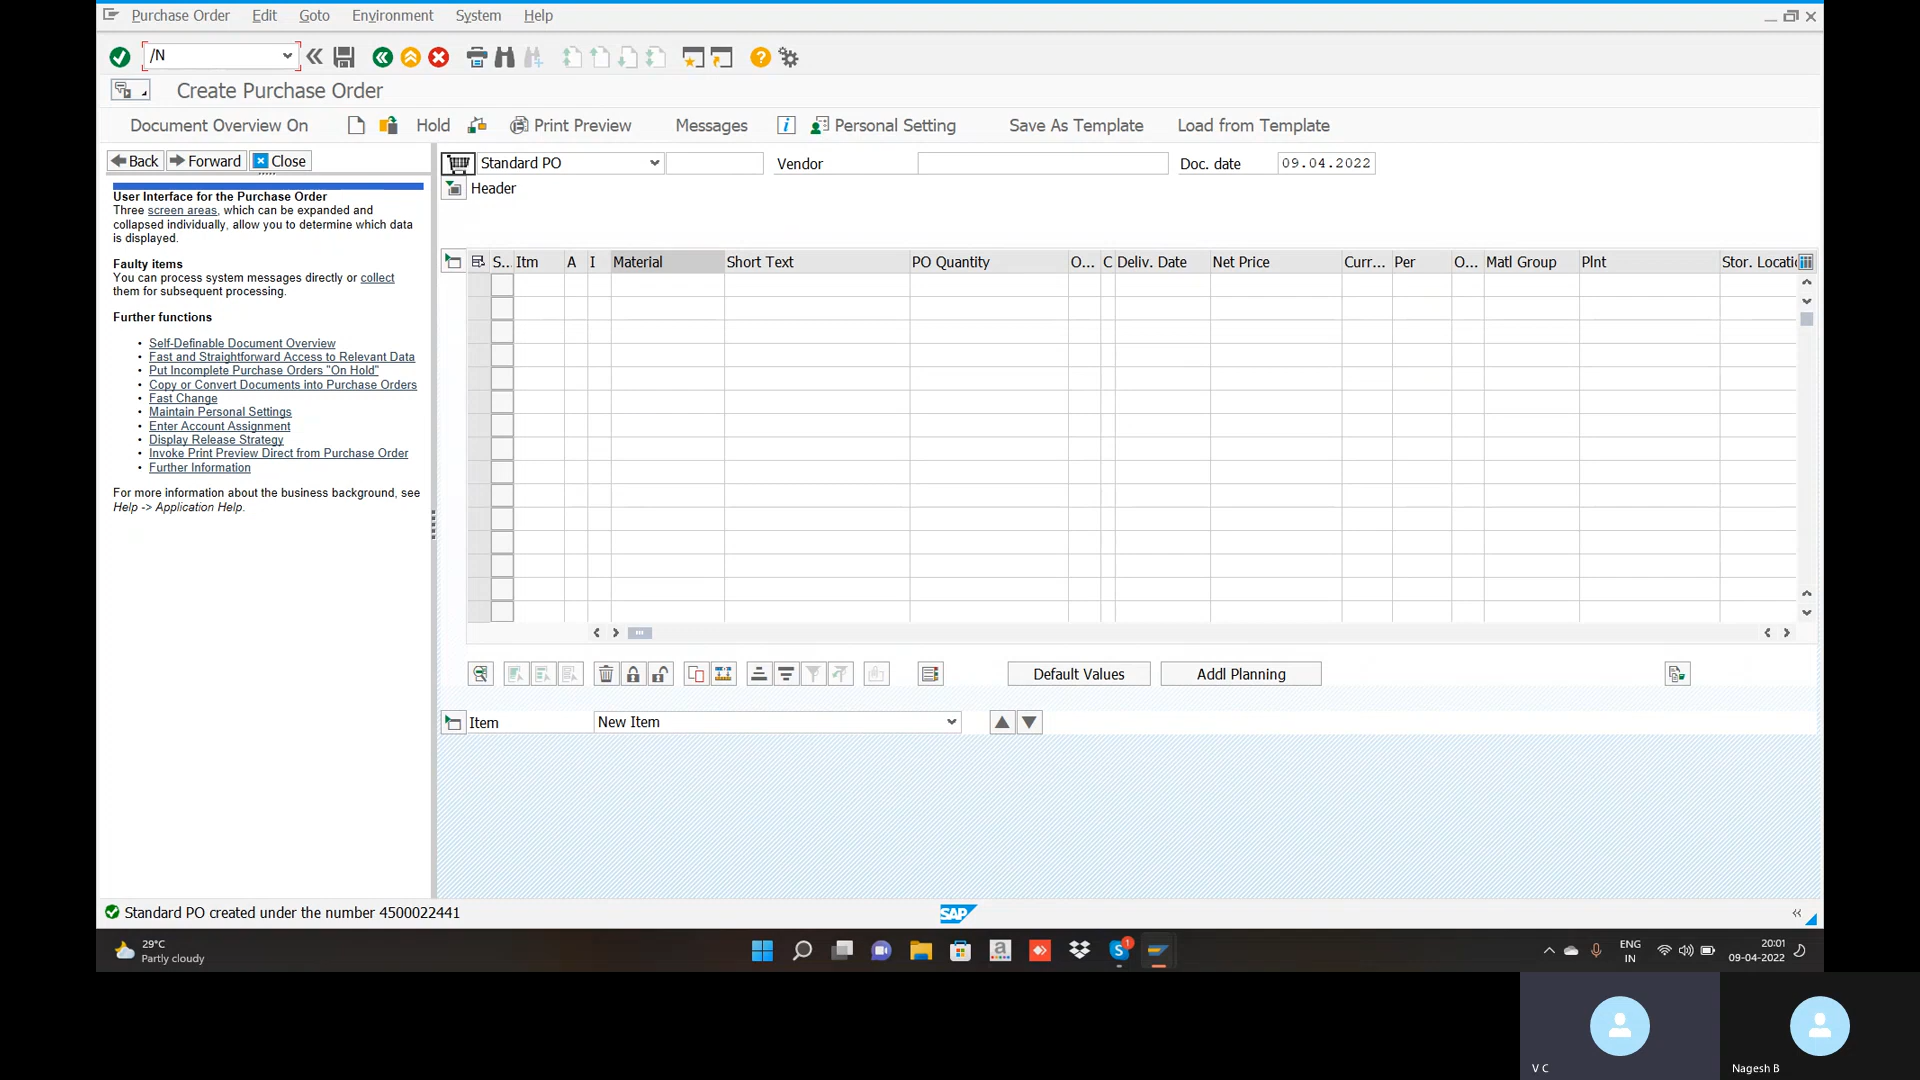 Purchase Order Edit Goto Environment System Help
/N
Create Purchase Order
Document Overview On Hold Print Preview Messages Personal Setting Save As Template Load from Template
Back Forward Close
Standard PO Vendor Doc. date 09.04.2022
Header
User Interface for the Purchase Order
Three screen areas, which can be expanded and
collapsed individually, allow you to determine which data
is displayed.
Faulty items
You can process system messages directly or collect
them for subsequent processing.
Further functions
• Self-Definable Document Overview
• Fast and Straightforward Access to Relevant Data
• Put Incomplete Purchase Orders "On Hold"
• Copy or Convert Documents into Purchase Orders
• Fast Change
• Maintain Personal Settings
• Enter Account Assignment
• Display Release Strategy
• Invoke Print Preview Direct from Purchase Order
• Further Information
For more information about the business background, see
Help -> Application Help.
S... Itm A I Material Short Text PO Quantity O... C Deliv. Date Net Price Curr... Per O... Matl Group Plnt Stor. Locatio
Default Values Addl Planning
Item New Item
Standard PO created under the number 4500022441
SAP
29°C
Partly cloudy
a
S 1
ENG
IN
20:01
09-04-2022
V C
Nagesh B